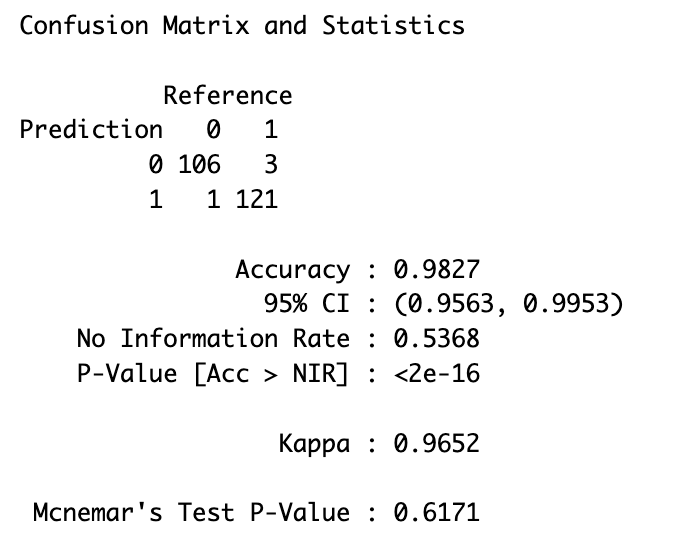 Confusion Matrix and Statistics
Reference
Prediction 0 1
0 106 3
1 1 121
Accuracy : 0.9827
95% CI : (0.9563, 0.9953)
No Information Rate : 0.5368
P-Value [Acc > NIR] : <2e-16
Kappa : 0.9652
Mcnemar's Test P-Value : 0.6171